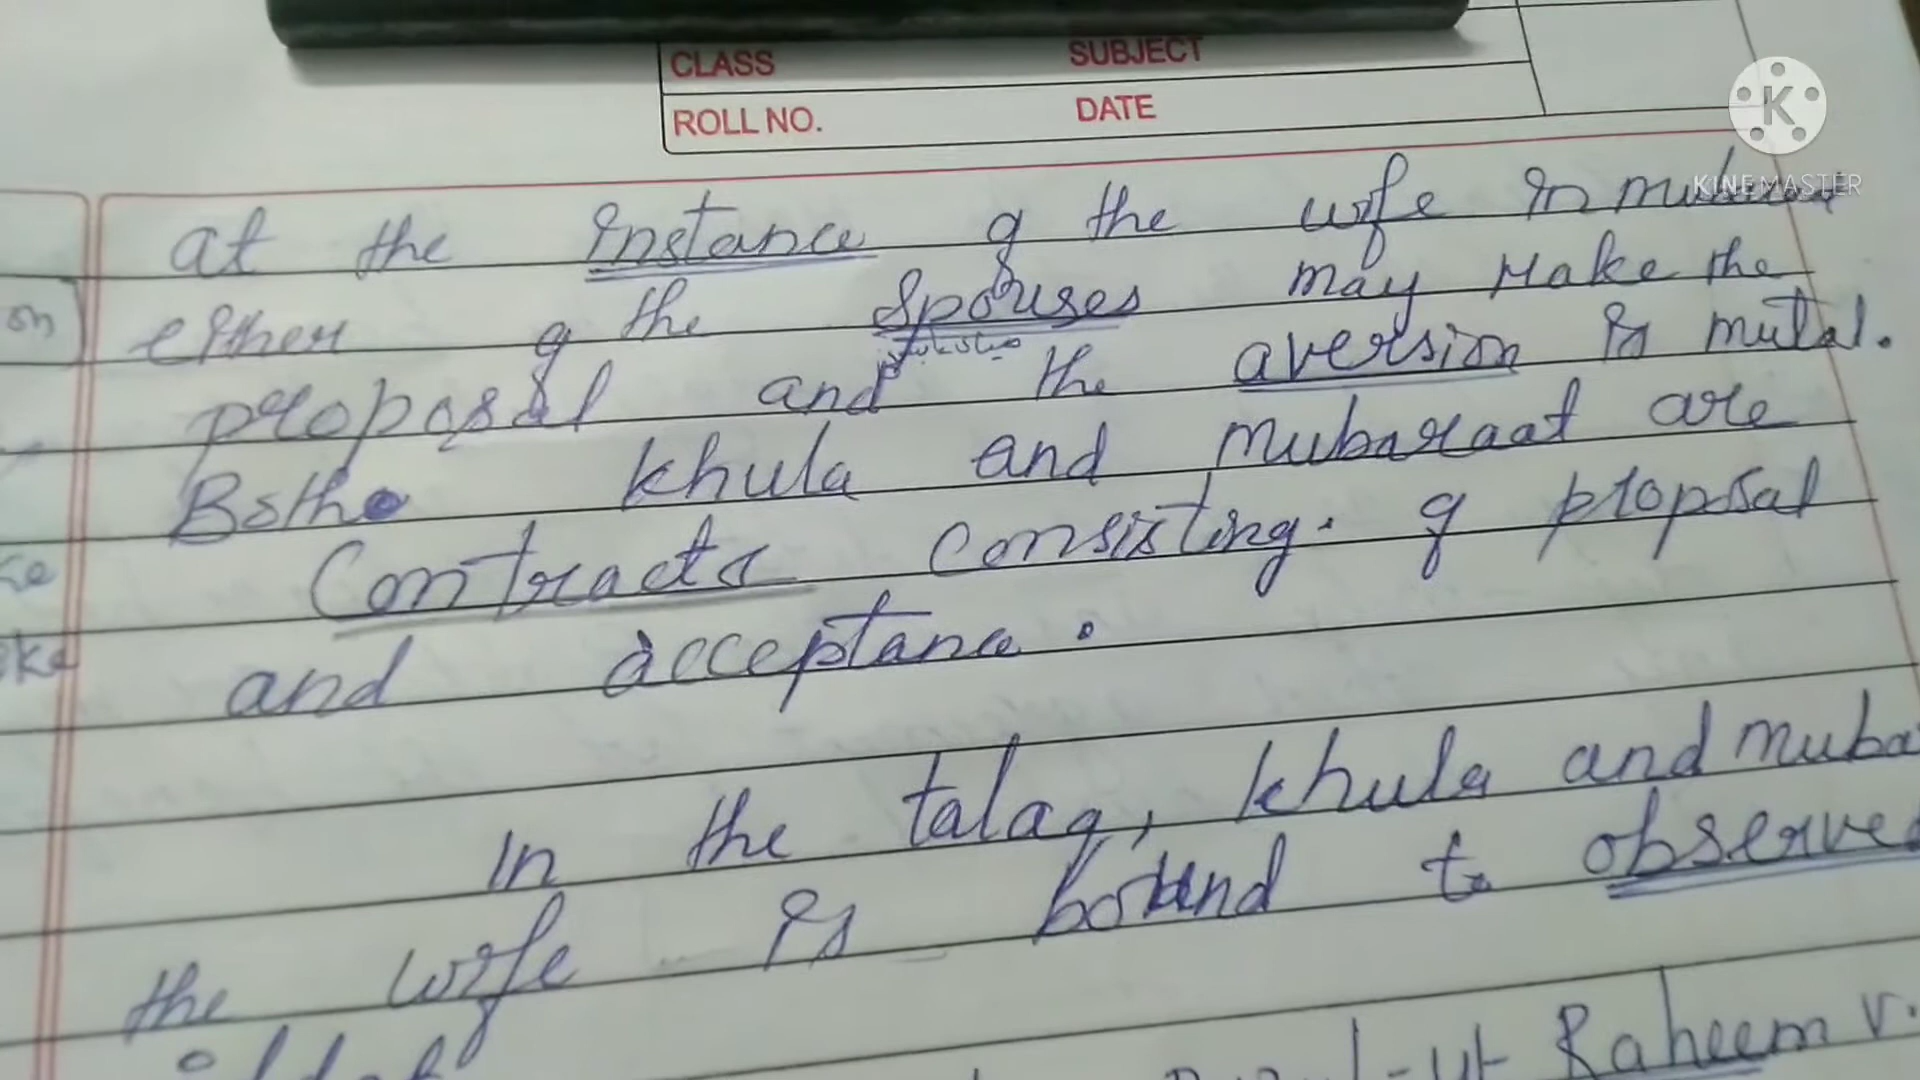 CLASS SUBJECT
ROLL NO. DATE
KINEMASTER
at the instance of the wife in
either of the spouses may make the
proposal and the aversion is mutal.
Both khula and mubaraat are
contracts consisting. of proposal
and acceptance.
in the talaq, khula and muba
the wife is bound to observe
Raheem v.
on
ke